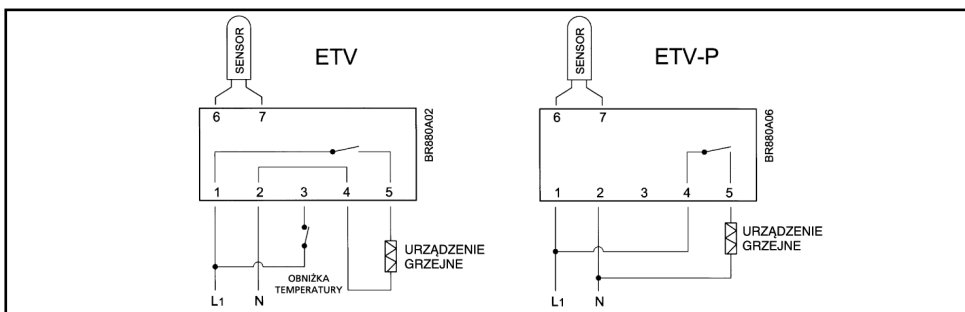 ETV
SENSOR
6 7
BR880A02
1 2 3 4 5
URZĄDZENIE
GRZEJNE
OBNIŻKA
TEMPERATURY
L1 N
ETV-P
SENSOR
6 7
BR880A06
1 2 3 4 5
URZĄDZENIE
GRZEJNE
L1 N